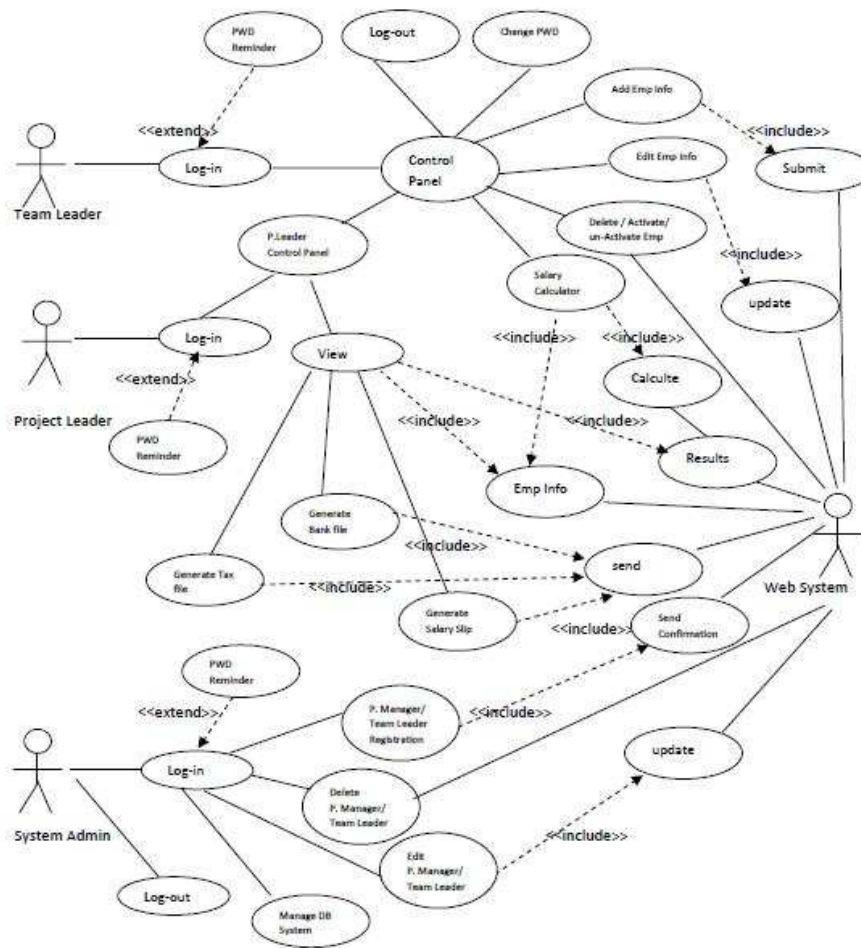 PWD
Reminder
Log-out
Change PWD
Add Emp Info
<<extend>>
<<include>>
Log-in
Control
Panel
Edit Emp Info
Submit
Team Leader
P.Leader
Control Panel
Delete / Activate/
un-Activate Emp
<<include>>
Salary
Calculator
update
Log-in
<<include>>
<<include>>
View
<<extend>>
Calculte
Project Leader
PWD
Reminder
<<include>>
<<include>>
Results
Emp Info
Generate
Bank file
<<include>>
send
Generate Tax
file
<<include>>
Web System
Generate
Salary Slip
<<include>>
Send
Confirmation
PWD
Reminder
<<extend>>
P. Manager/
Team Leader
Registration
<<include>>
update
Log-in
Delete
P. Manager/
Team Leader
System Admin
<<include>>
Edit
P. Manager/
Team Leader
Log-out
Manage DB
System